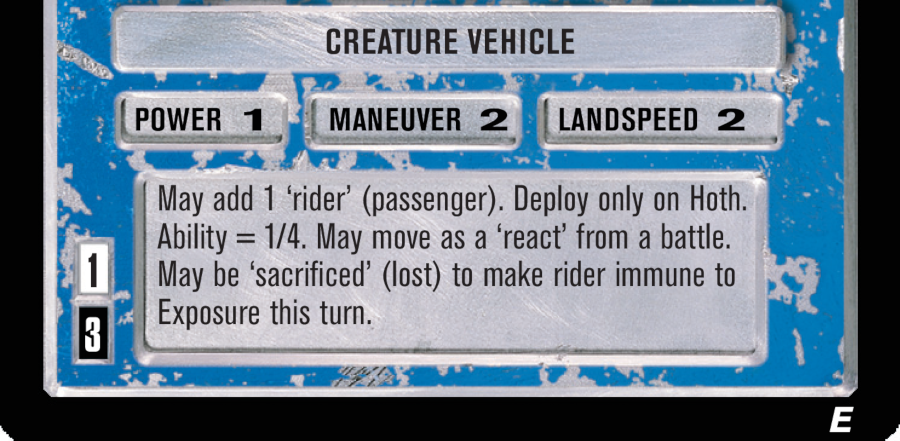 CREATURE VEHICLE
POWER 1 MANEUVER 2 LANDSPEED 2
May add 1 ‘rider’ (passenger). Deploy only on Hoth.
Ability = 1/4. May move as a ‘react’ from a battle.
May be ‘sacrificed’ (lost) to make rider immune to
Exposure this turn.
1
3
E